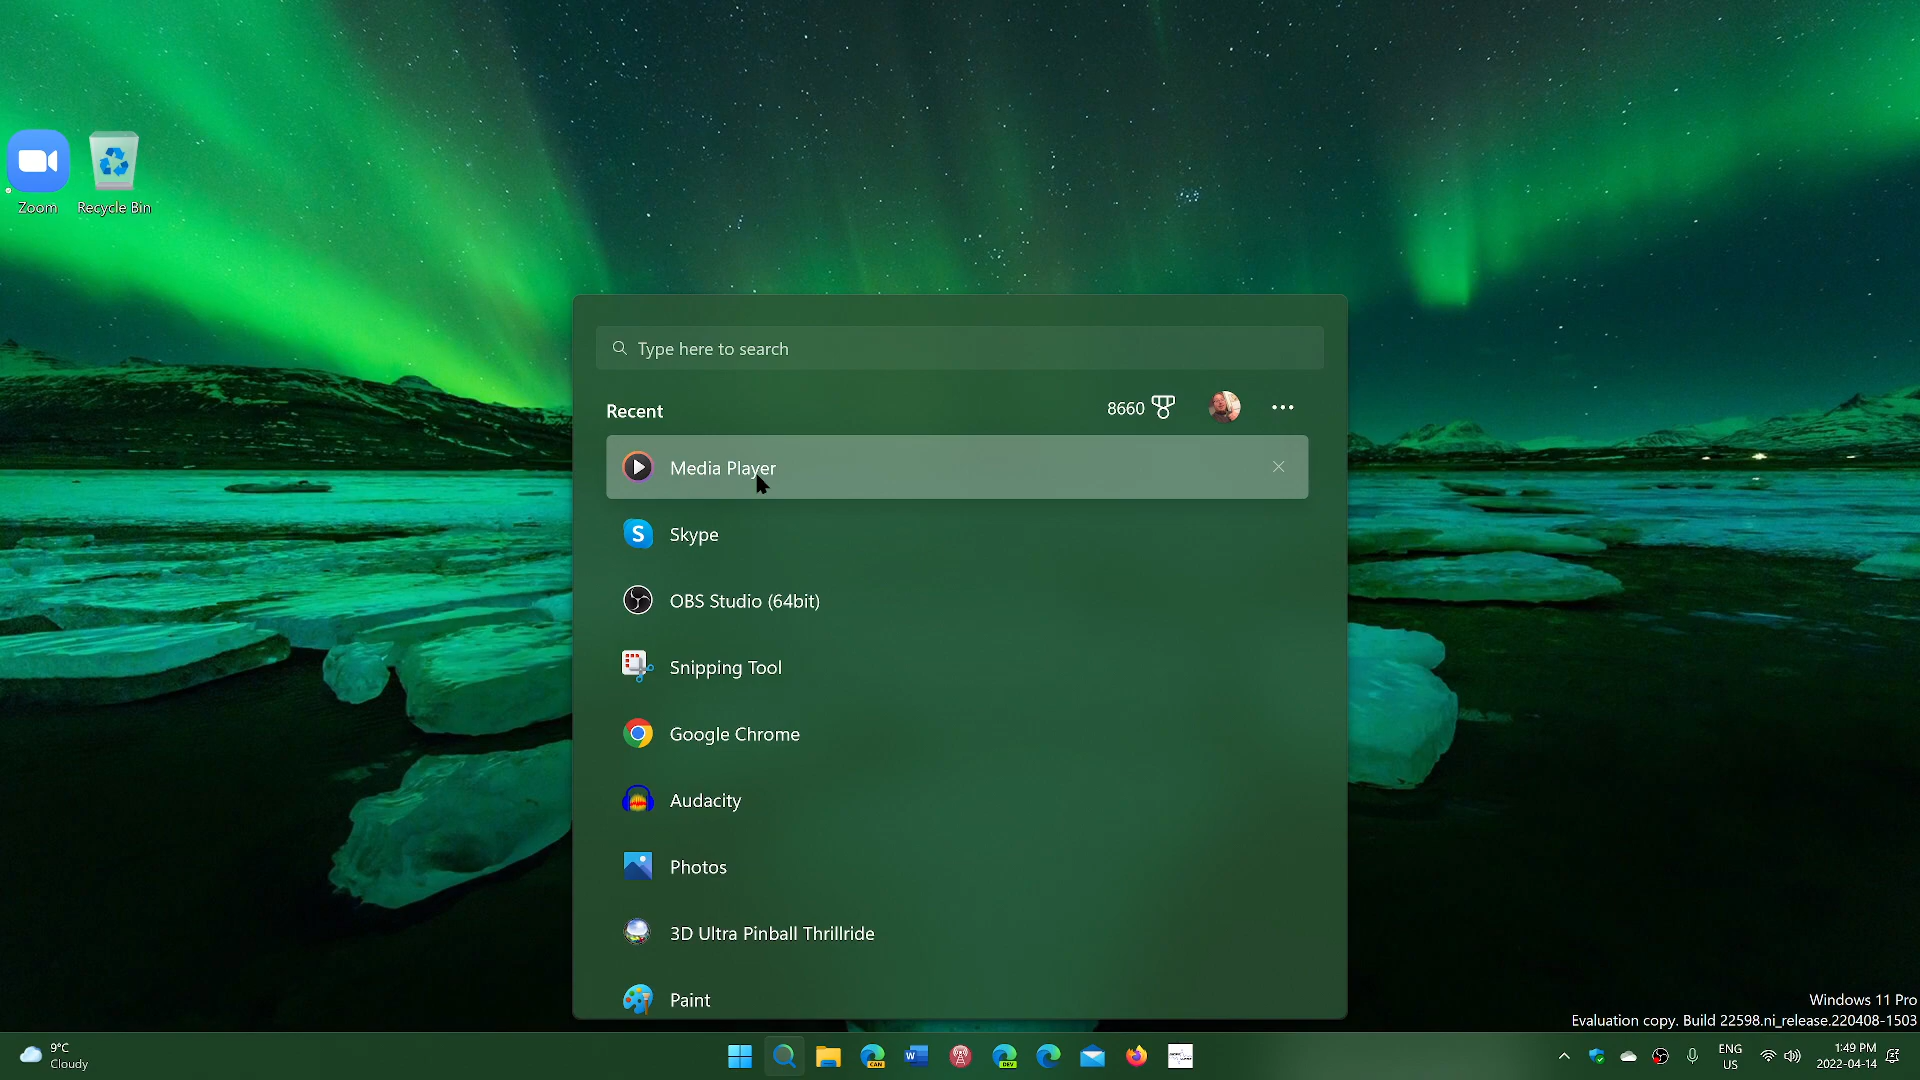 Zoom
Recycle Bin
Type here to search
Recent
8660
Media Player
Skype
OBS Studio (64bit)
Snipping Tool
Google Chrome
Audacity
Photos
3D Ultra Pinball Thrillride
Paint
Windows 11 Pro
Evaluation copy. Build 22598.ni_release.220408-1503
9°C
Cloudy
CAN
W
DEV
ENG
US
1:49 PM
2022-04-14